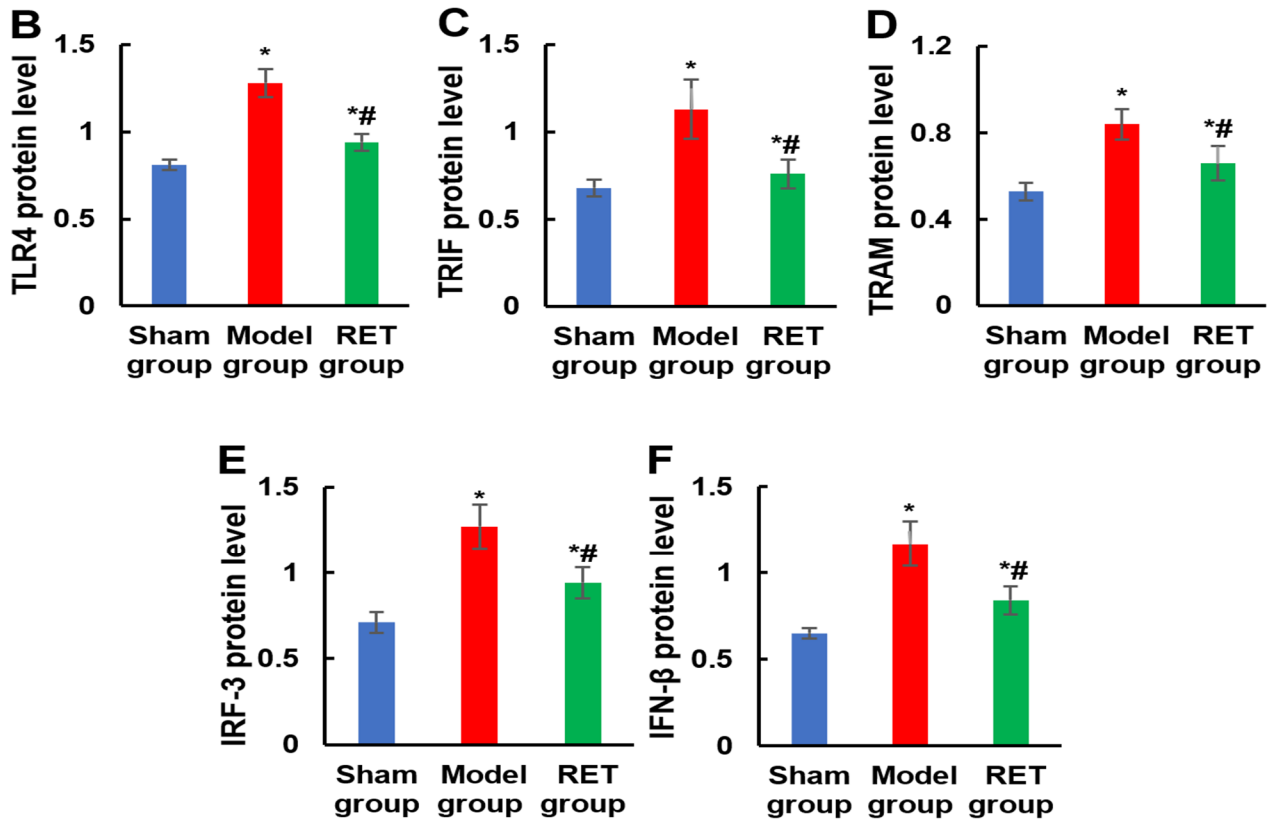 B
TLR4 protein level
1.5
1
0.5
0
*
*#
Sham group
Model group
RET group
C
TRIF protein level
1.5
1
0.5
0
*
*#
Sham group
Model group
RET group
D
TRAM protein level
1.2
0.8
0.4
0
*
*#
Sham group
Model group
RET group
E
IRF-3 protein level
1.5
1
0.5
0
*
*#
Sham group
Model group
RET group
F
IFN-β protein level
1.5
1
0.5
0
*
*#
Sham group
Model group
RET group